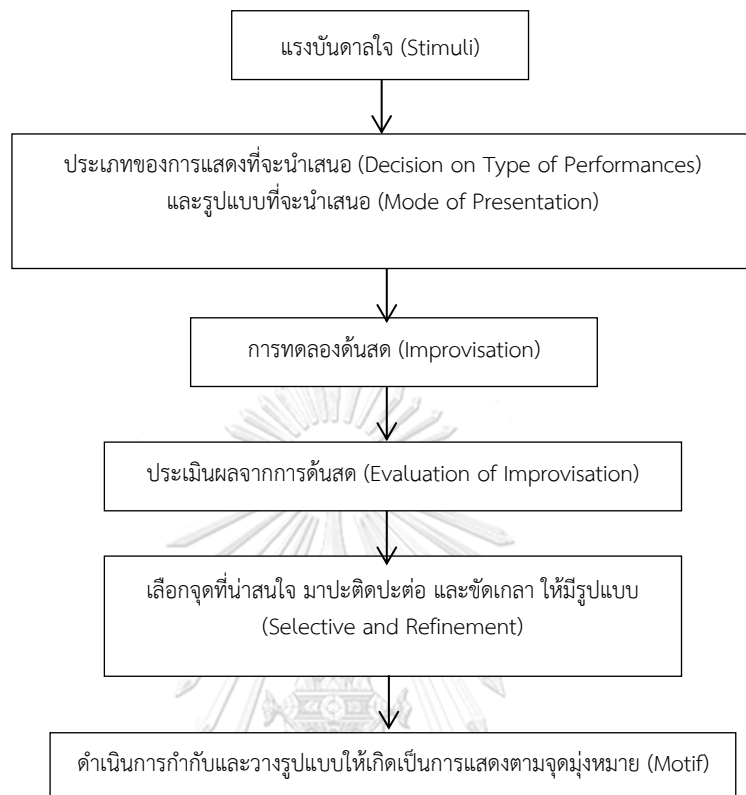 แรงบันดาลใจ (Stimuli)
ประเภทของการแสดงที่จะนำเสนอ (Decision on Type of Performances)
และรูปแบบที่จะนำเสนอ (Mode of Presentation)
การทดลองด้นสด (Improvisation)
ประเมินผลจากการด้นสด (Evaluation of Improvisation)
เลือกจุดที่น่าสนใจ มาปะติดปะต่อ และขัดเกลา ให้มีรูปแบบ
(Selective and Refinement)
ดำเนินการกำกับและวางรูปแบบให้เกิดเป็นการแสดงตามจุดมุ่งหมาย (Motif)